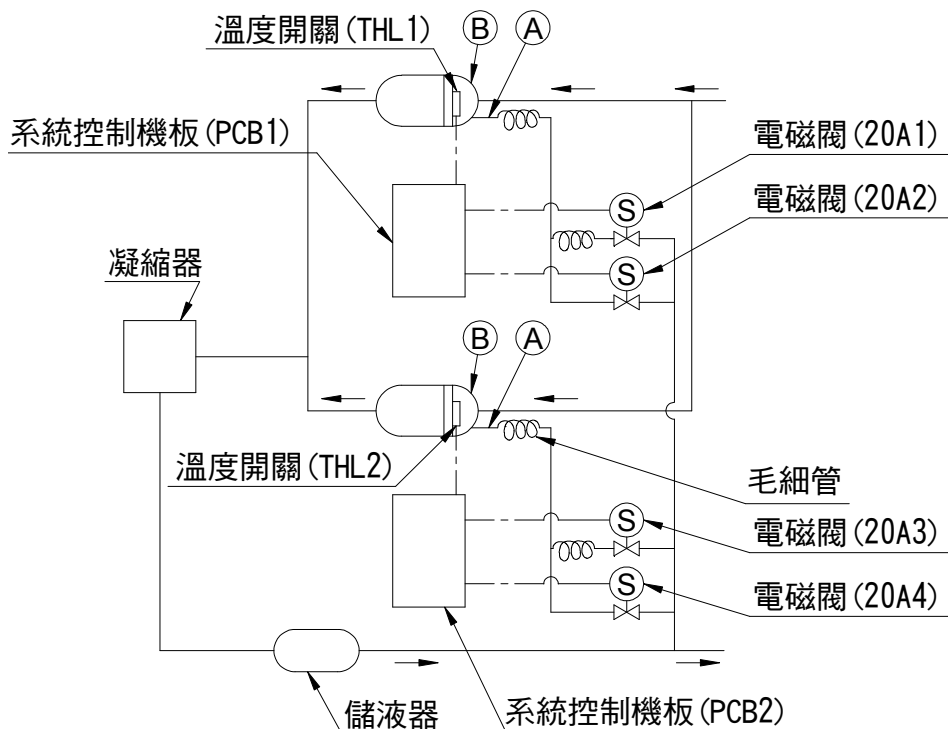 溫度開關(THL1)
B
A
系統控制機板(PCB1)
電磁閥(20A1)
S
電磁閥(20A2)
S
凝縮器
B
A
溫度開關(THL2)
毛細管
S
電磁閥(20A3)
S
電磁閥(20A4)
儲液器
系統控制機板(PCB2)